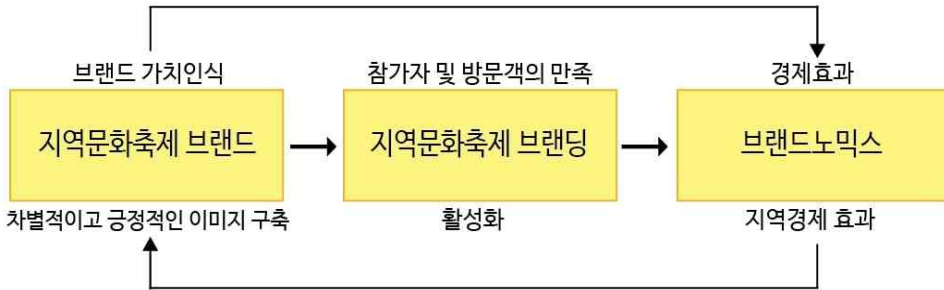 브랜드 가치인식
참가자 및 방문객의 만족
경제효과
지역문화축제 브랜드
지역문화축제 브랜딩
브랜드노믹스
차별적이고 긍정적인 이미지 구축
활성화
지역경제 효과